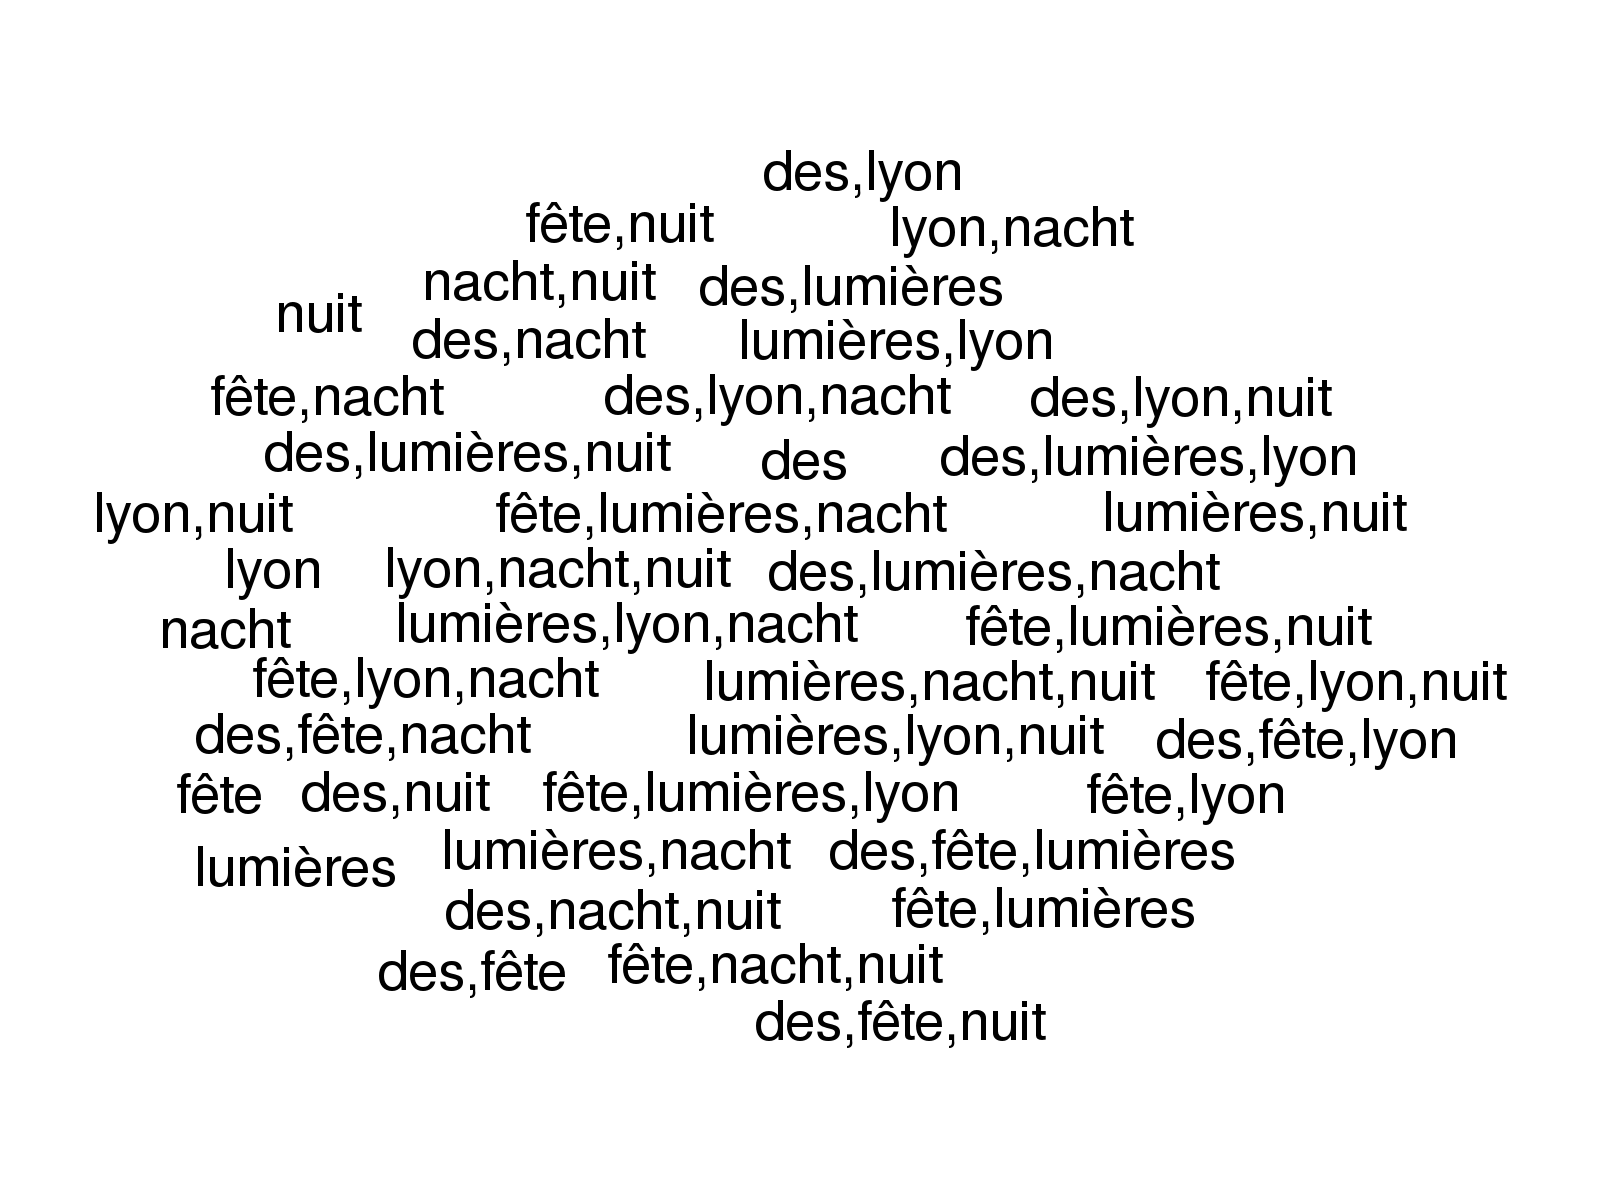 des,lyon
fête,nuit lyon,nacht
nacht,nuit des,lumières
nuit
des,nacht lumières,lyon
fête,nacht des,lyon,nacht des,lyon,nuit
des,lumières,nuit des des,lumières,lyon
lyon,nuit fête,lumières,nacht lumières,nuit
lyon lyon,nacht,nuit des,lumières,nacht
nacht lumières,lyon,nacht fête,lumières,nuit
fête,lyon,nacht lumières,nacht,nuit fête,lyon,nuit
des,fête,nacht lumières,lyon,nuit des,fête,lyon
fête des,nuit fête,lumières,lyon fête,lyon
lumières lumières,nacht des,fête,lumières
des,nacht,nuit fête,lumières
des,fête fête,nacht,nuit
des,fête,nuit